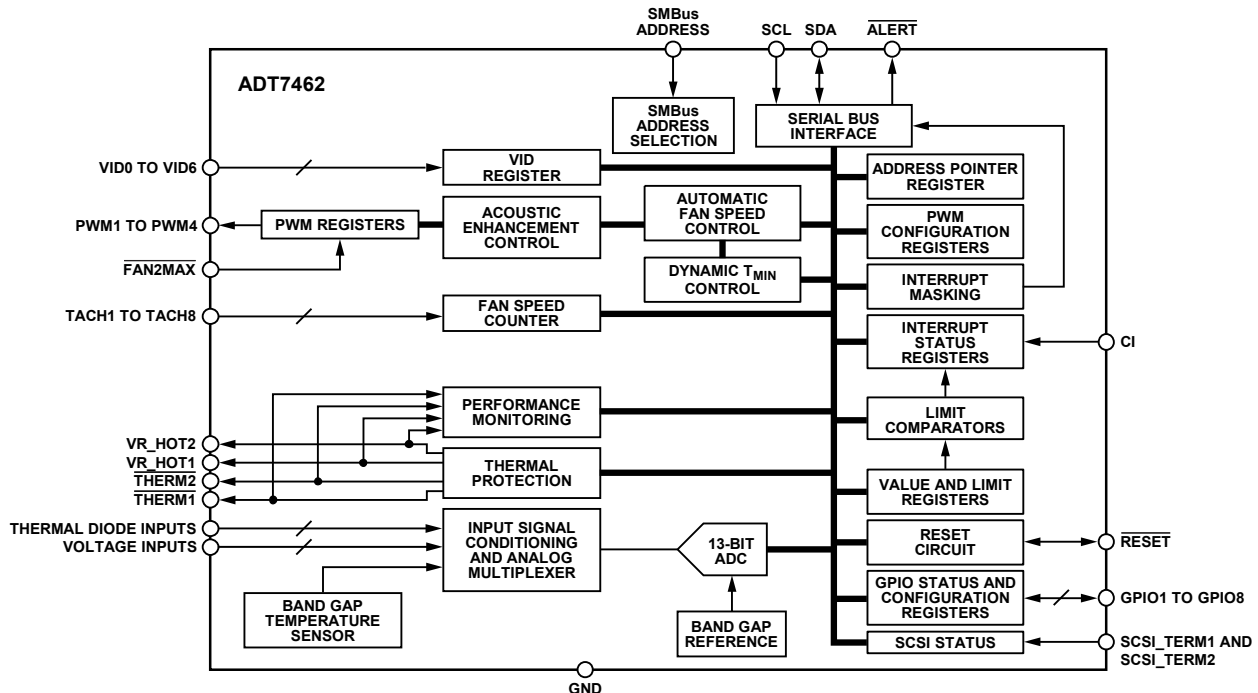 SMBus
ADDRESS
SCL
SDA
ALERT
ADT7462
SMBus
ADDRESS
SELECTION
SERIAL BUS
INTERFACE
VID0 TO VID6
VID
REGISTER
ADDRESS POINTER
REGISTER
PWM1 TO PWM4
PWM REGISTERS
ACOUSTIC
ENHANCEMENT
CONTROL
AUTOMATIC
FAN SPEED
CONTROL
PWM
CONFIGURATION
REGISTERS
FAN2MAX
DYNAMIC TMIN
CONTROL
INTERRUPT
MASKING
TACH1 TO TACH8
FAN SPEED
COUNTER
INTERRUPT
STATUS
REGISTERS
CI
PERFORMANCE
MONITORING
LIMIT
COMPARATORS
VR_HOT2
VR_HOT1
THERM2
THERM1
THERMAL
PROTECTION
VALUE AND LIMIT
REGISTERS
THERMAL DIODE INPUTS
VOLTAGE INPUTS
INPUT SIGNAL
CONDITIONING
AND ANALOG
MULTIPLEXER
13-BIT
ADC
RESET
CIRCUIT
RESET
BAND GAP
TEMPERATURE
SENSOR
BAND GAP
REFERENCE
GPIO STATUS AND
CONFIGURATION
REGISTERS
GPIO1 TO GPIO8
SCSI STATUS
SCSI_TERM1 AND
SCSI_TERM2
GND